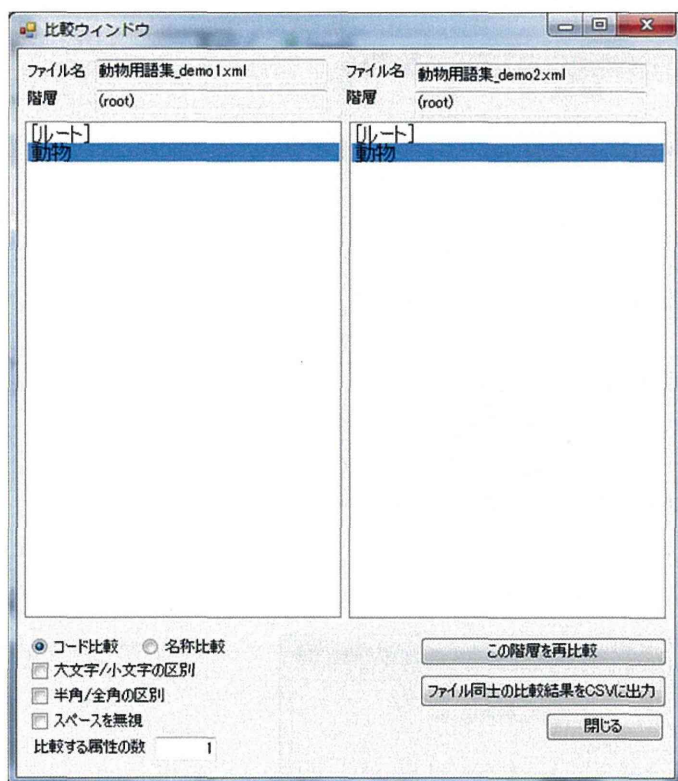 比較ウィンドウ
ファイル名 動物用語集_demo1.xml
階層 (root)
ファイル名 動物用語集_demo2.xml
階層 (root)
[ルート]
動物
[ルート]
動物
コード比較 名称比較
大文字/小文字の区別
半角/全角の区別
スペースを無視
比較する属性の数 1
この階層を再比較
ファイル同士の比較結果をCSVに出力
閉じる